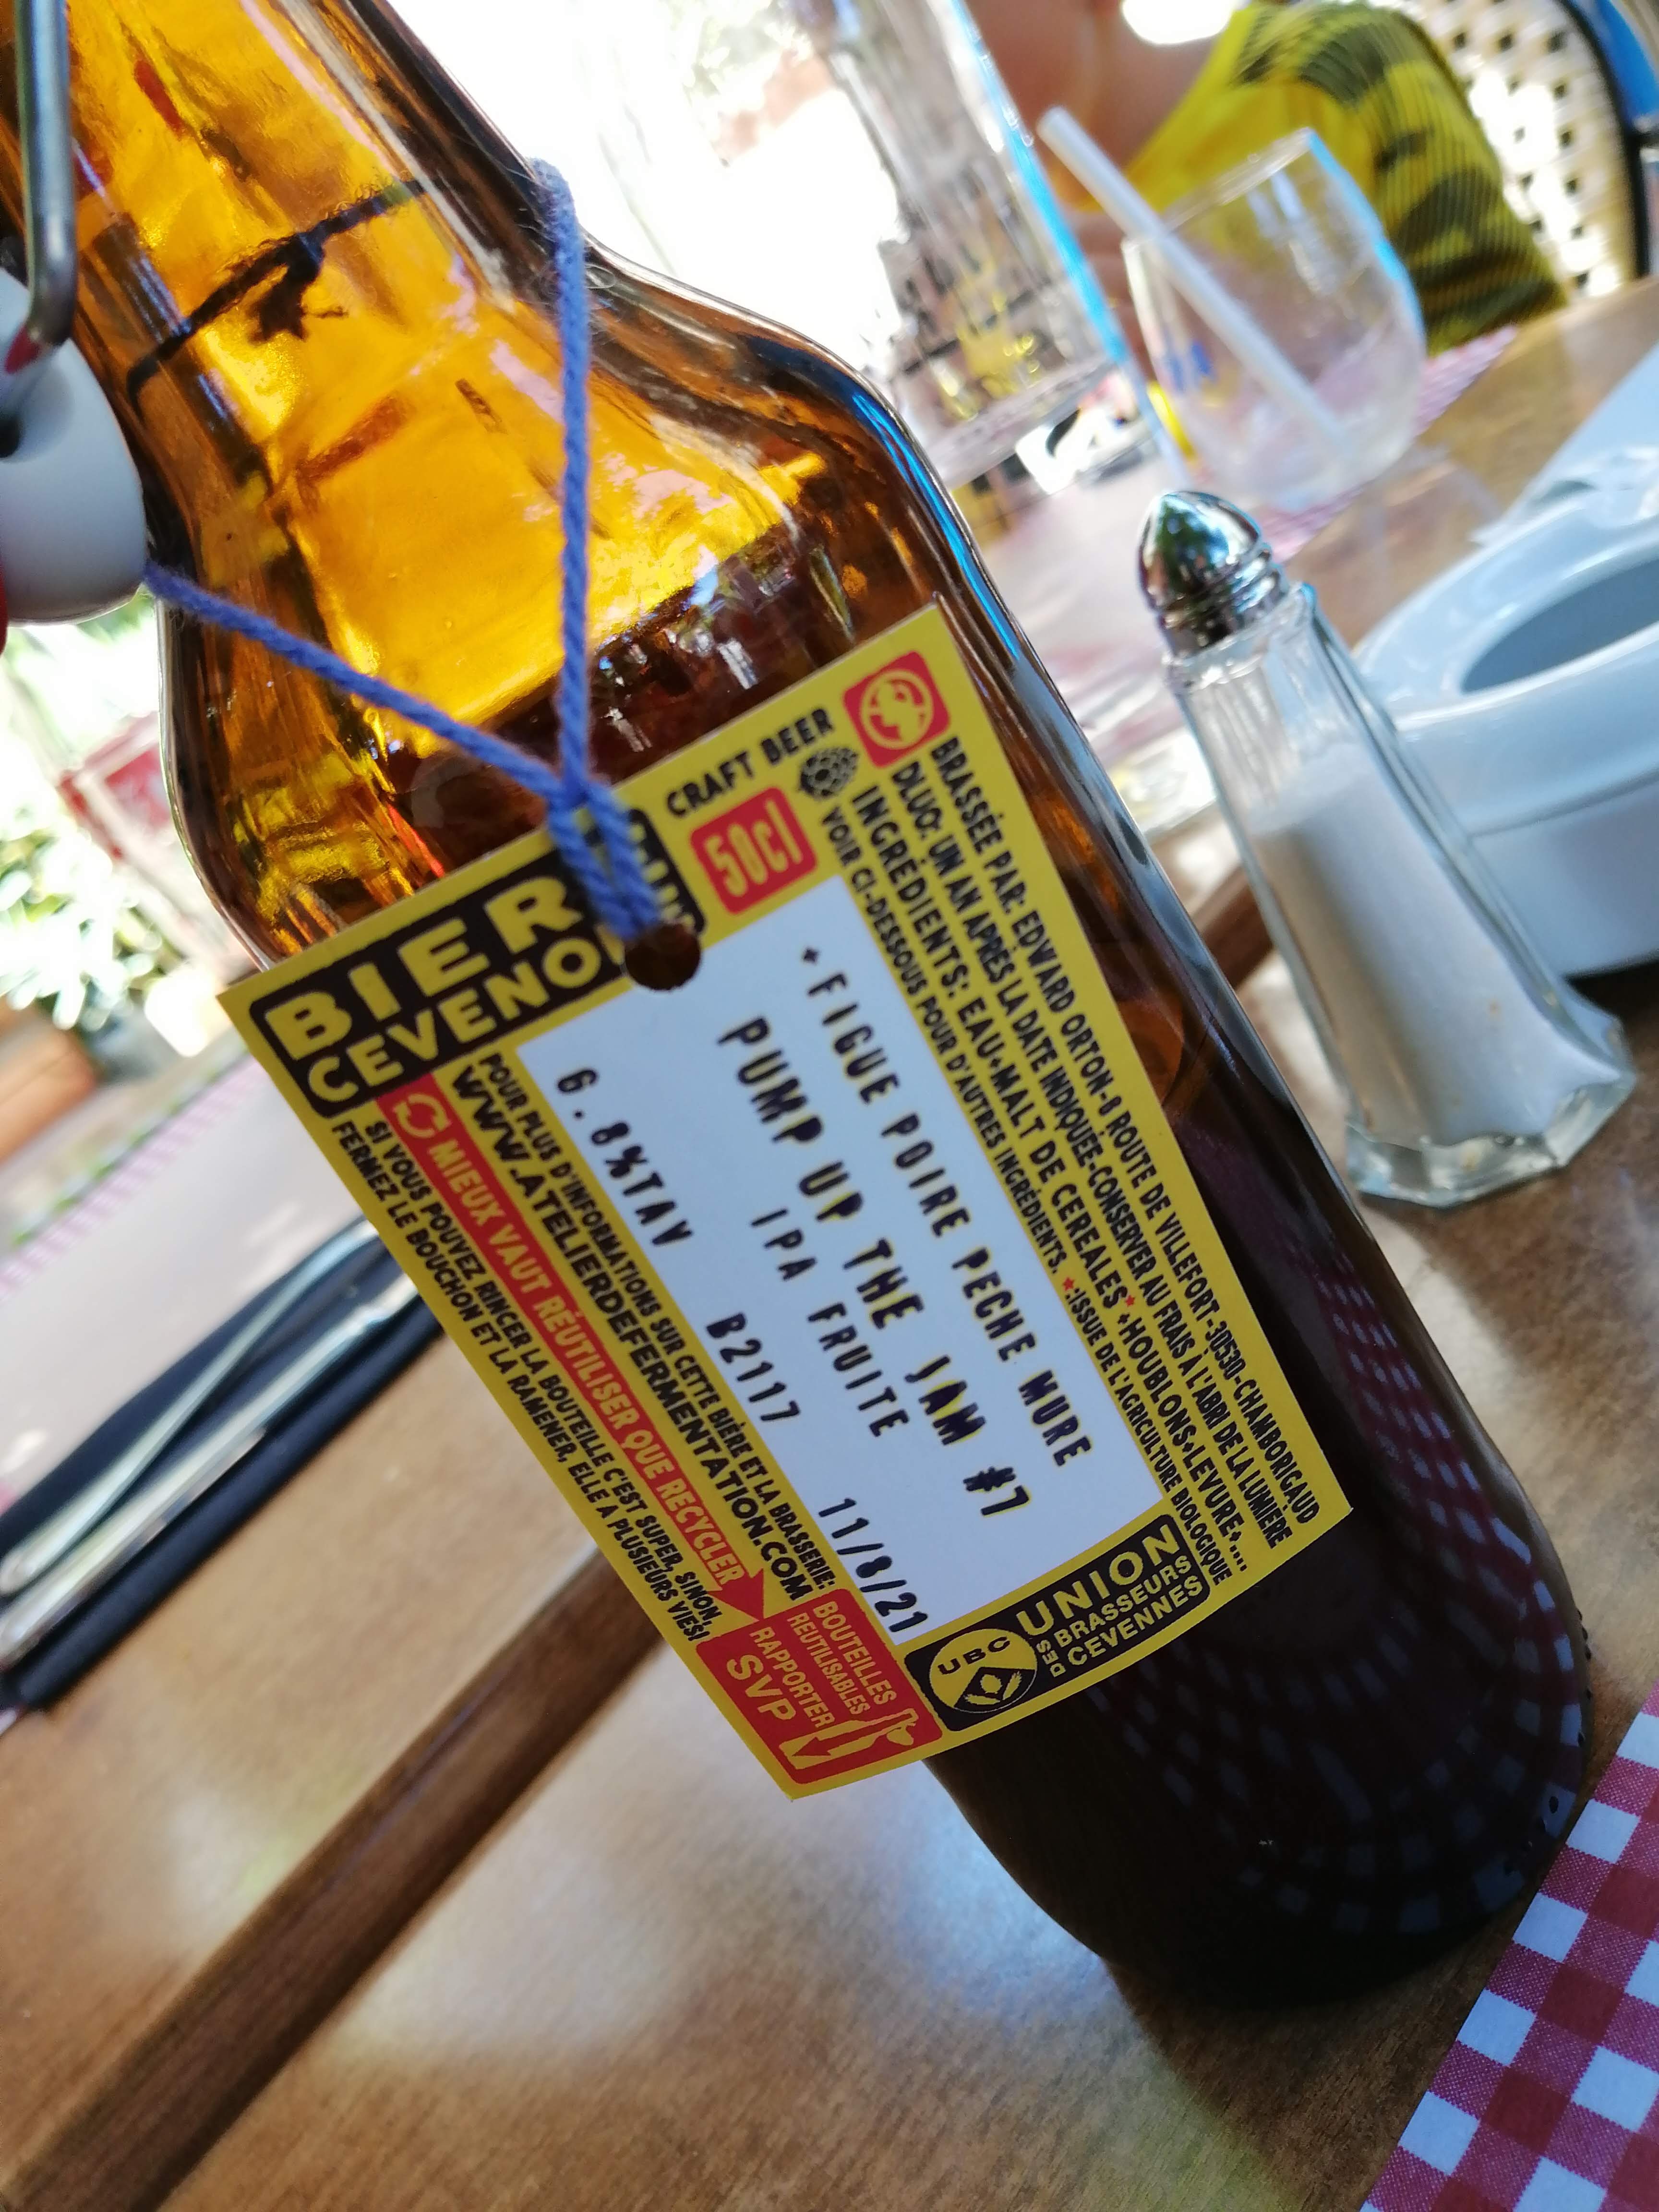 CRAFT BEER
50cl
BRASSÉE PAR: EDWARD ORTON-8 ROUTE DE VILLEFORT-30530-CHAMBORIGAUD
DLUO: UN AN APRÈS LA DATE INDIQUÉE-CONSERVER AU FRAIS À L'ABRI DE LA LUMIÈRE
INGRÉDIENTS: EAU+MALT DE CEREALES*+HOUBLONS+LEVURE+...
VOIR CI-DESSOUS POUR D'AUTRES INGRÉDIENTS. *:ISSUE DE L'AGRICULTURE BIOLOGIQUE
+FIGUE POIRE PECHE MURE
PUMP UP THE JAM #7
IPA FRUITE
6.8%TAV B2117 11/8/21
POUR PLUS D'INFORMATIONS SUR CETTE BIÈRE ET LA BRASSERIE:
WWW.ATELIERDEFERMENTATION.COM
MIEUX VAUT RÉUTILISER QUE RECYCLER
SI VOUS POUVEZ RINCER LA BOUTEILLE C'EST SUPER, SINON,
FERMEZ LE BOUCHON ET LA RAMENER, ELLE A PLUSIEURS VIES!
BOUTEILLES
RÉUTILISABLES
RAPPORTER
SVP
UBC
UNION
DES BRASSEURS
CEVENNES